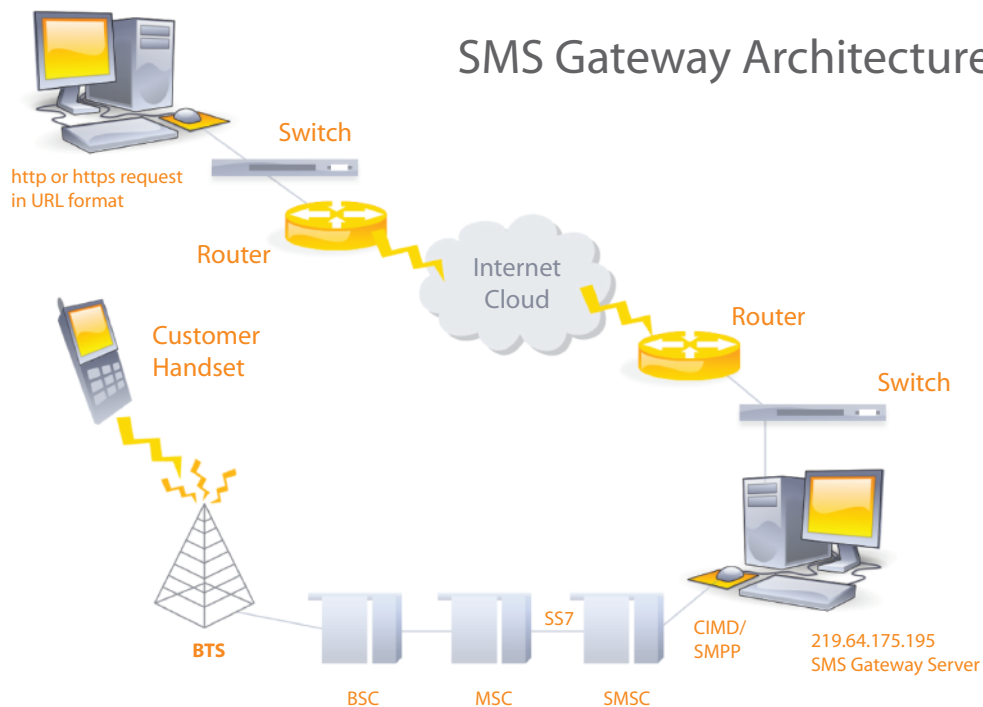 SMS Gateway Architecture
Switch
http or https request
in URL format
Router
Internet
Cloud
Customer
Handset
Router
Switch
BTS
BSC
MSC
SS7
SMSC
CIMD/
SMPP
219.64.175.195
SMS Gateway Server